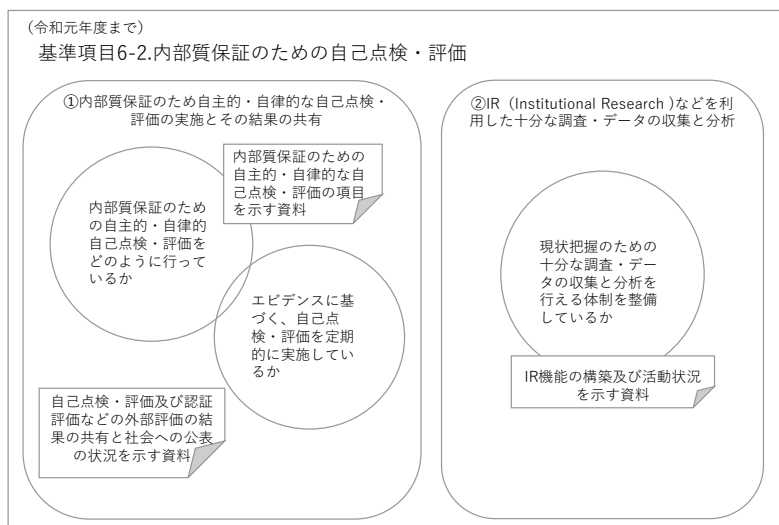 (令和元年度まで)
基準項目6-2.内部質保証のための自己点検・評価
①内部質保証のため自主的・自律的な自己点検・
評価の実施とその結果の共有
内部質保証のための
自主的・自律的な自
己点検・評価の項目
を示す資料
内部質保証のため
の自主的・自律的
自己点検・評価を
どのように行って
いるか
エビデンスに基
づく、自己点
検・評価を定期
的に実施してい
るか
自己点検・評価及び認証
評価などの外部評価の結
果の共有と社会への公表
の状況を示す資料
②IR(Institutional Research )などを利
用した十分な調査・データの収集と分析
現状把握のための
十分な調査・デー
タの収集と分析を
行える体制を整備
しているか
IR機能の構築及び活動状況
を示す資料